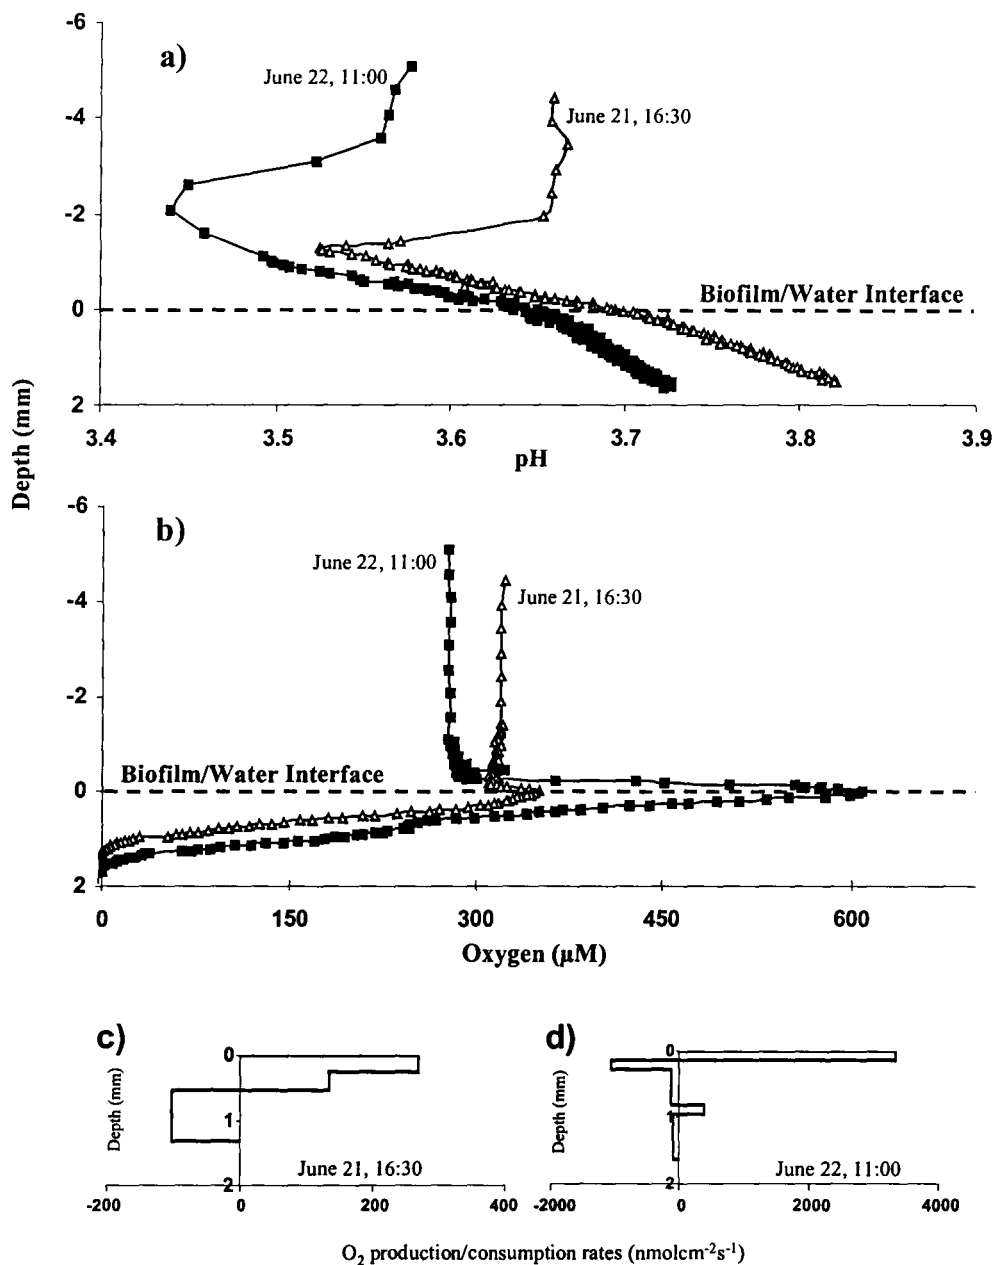 -6
a)
June 22, 11:00
-4
June 21, 16:30
-2
Biofilm/Water Interface
0
2
3.4 3.5 3.6 3.7 3.8 3.9
pH
Depth (mm)
-6
b)
June 22, 11:00
-4
June 21, 16:30
-2
Biofilm/Water Interface
0
2
0 150 300 450 600
Oxygen (µM)
c)
0
Depth (mm)
1
June 21, 16:30
2
-200 0 200 400
d)
0
Depth (mm)
1
June 22, 11:00
2
-2000 0 2000 4000
O2 production/consumption rates (nmolcm-2s-1)